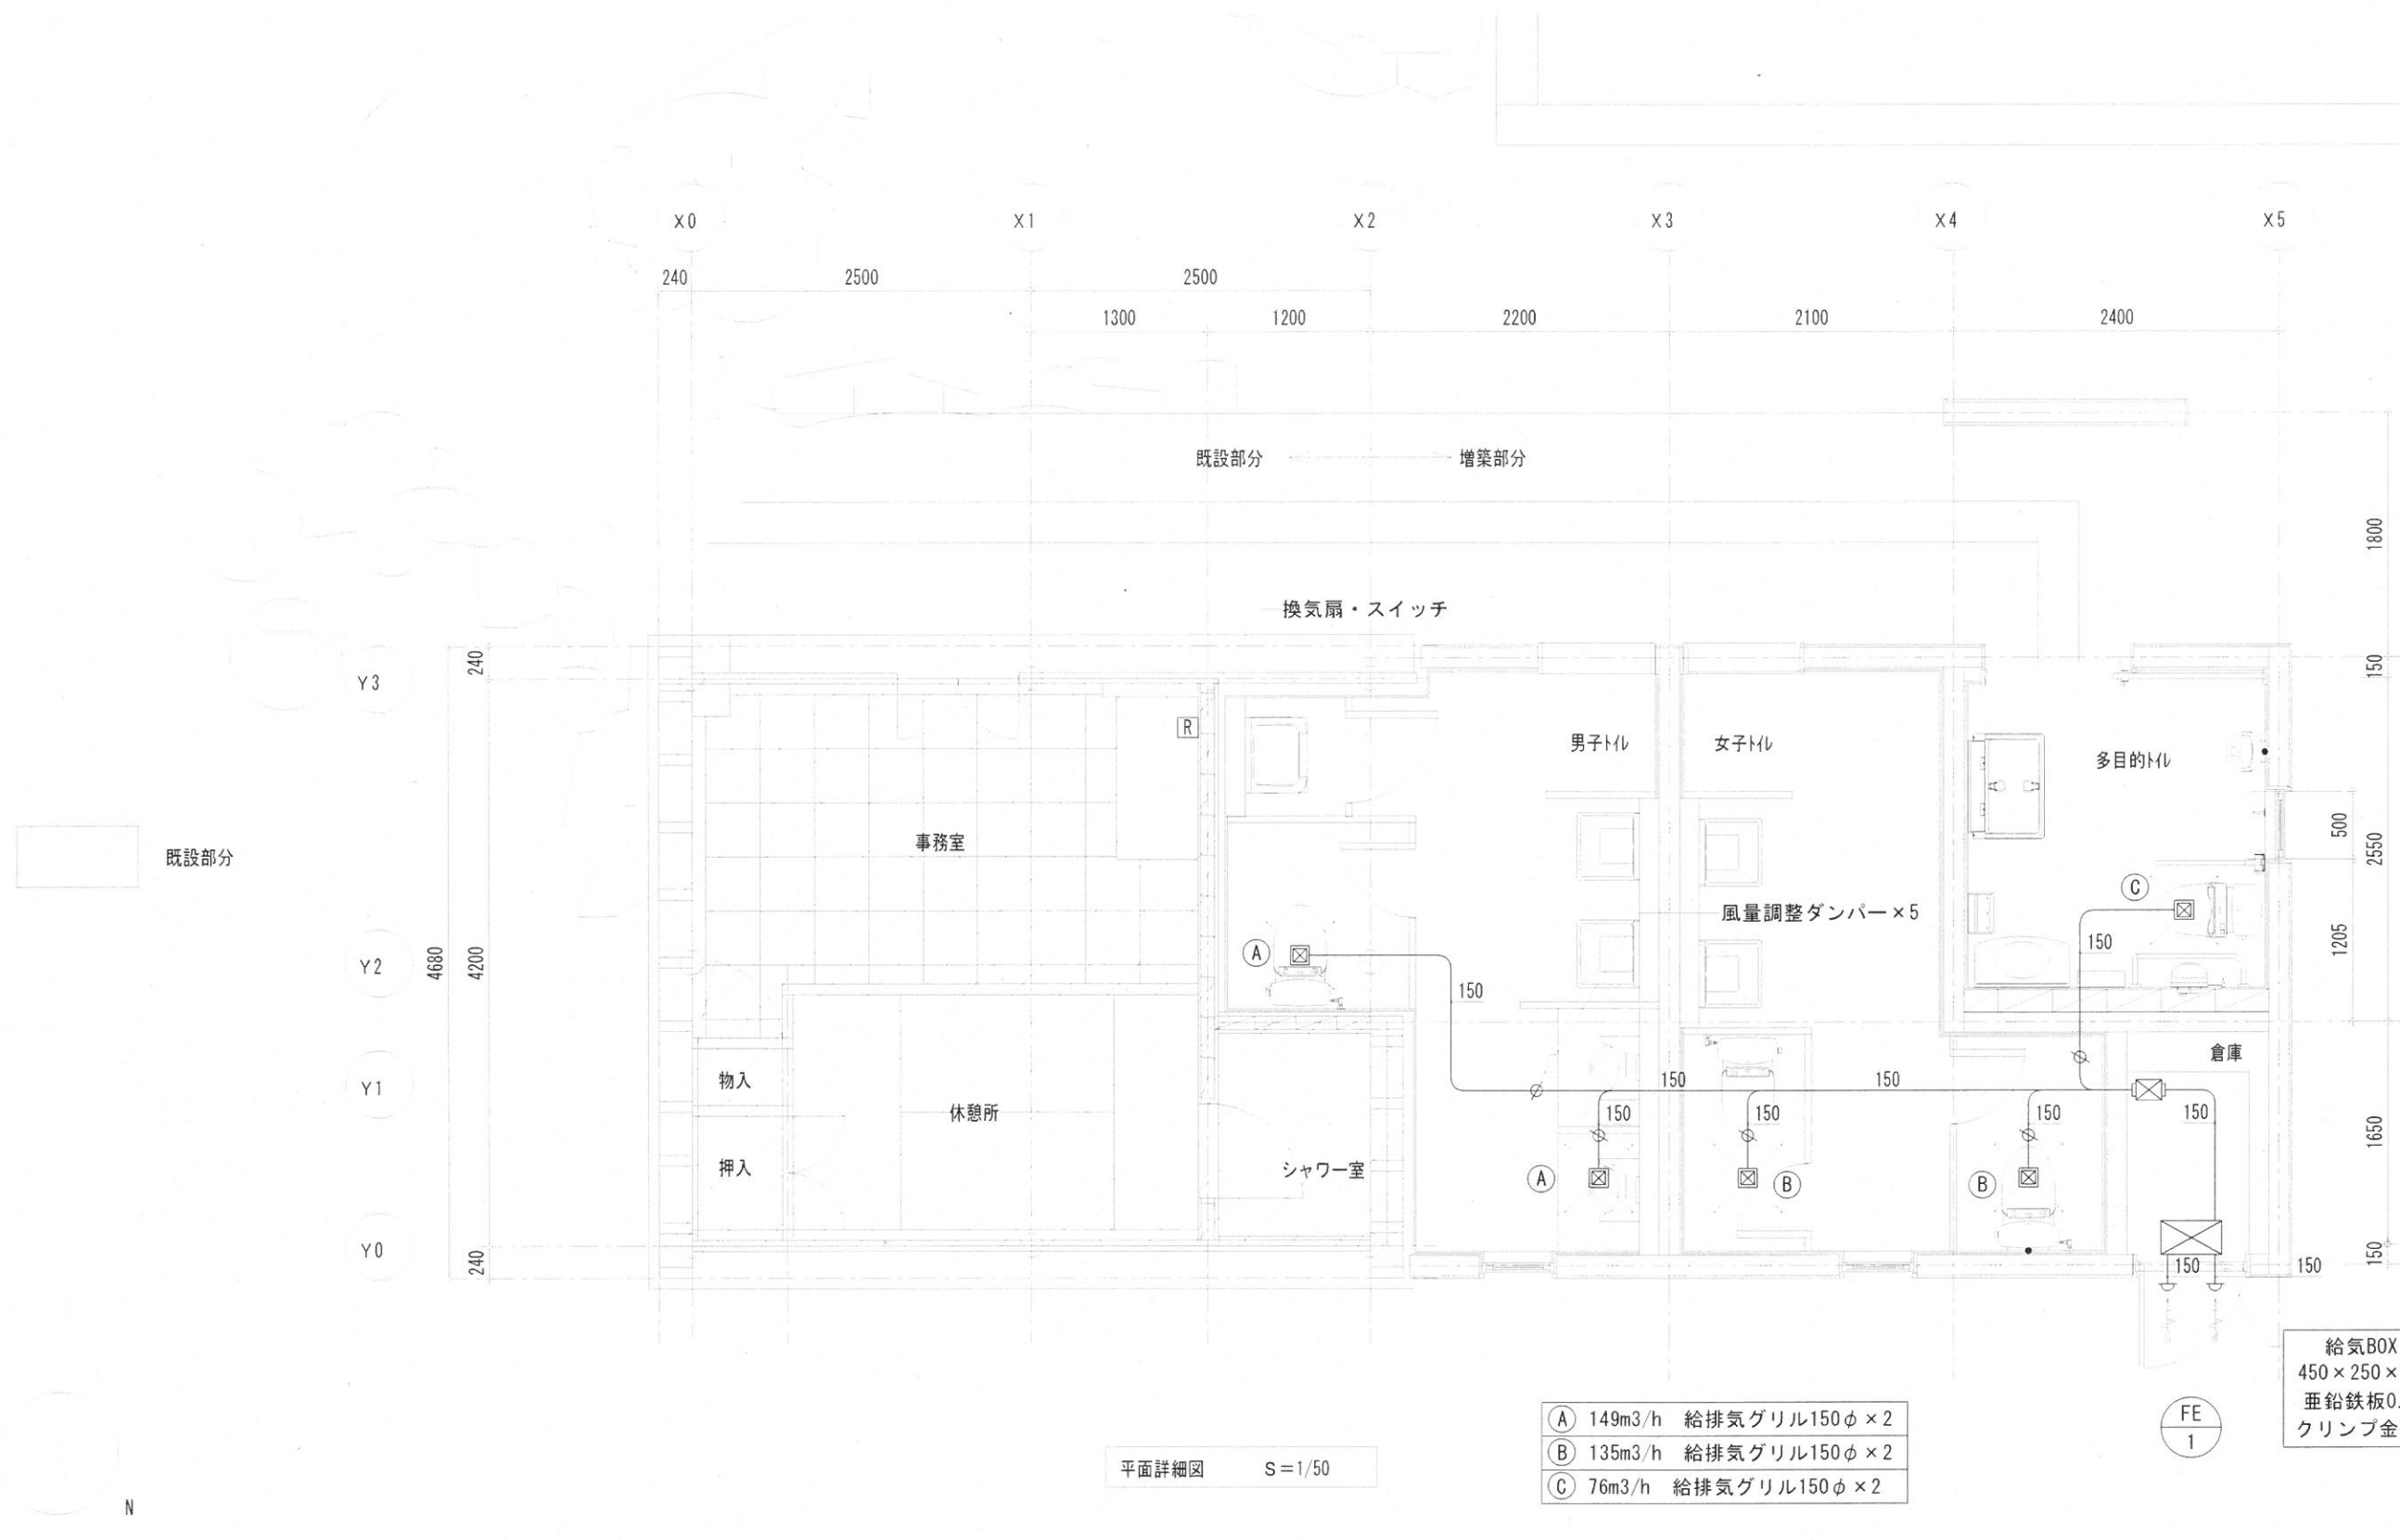 X0
X1
X2
X3
X4
X5
240
2500
2500
1300
1200
2200
2100
2400
既設部分
増築部分
1800
換気扇・スイッチ
Y3
240
150
R
男子ﾄｲﾚ
女子ﾄｲﾚ
多目的ﾄｲﾚ
既設部分
事務室
500
2550
C
風量調整ダンパー×5
Y2
4680
4200
A
150
150
1205
Y1
物入
休憩所
150
150
倉庫
150
150
150
150
1650
押入
シャワー室
A
B
B
Y0
240
150
150
150
給気BOX
450×250×
亜鉛鉄板0.
クリンプ金
A 149m3/h 給排気グリル150φ×2
B 135m3/h 給排気グリル150φ×2
C 76m3/h 給排気グリル150φ×2
FE
1
平面詳細図 S=1/50
N